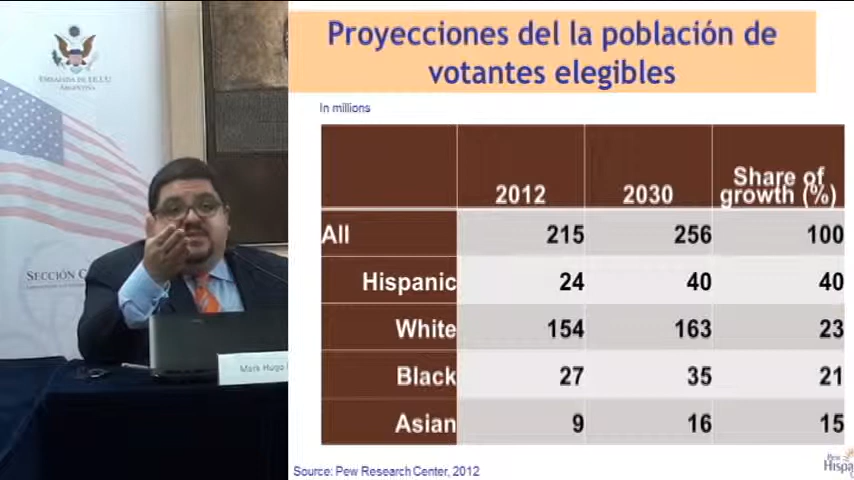 EMBAJADA DE EE.UU
ARGENTINA
SECCIÓN
Mark Hugo
Proyecciones del la población de
votantes elegibles
In millions
2012 2030 Share of growth (%)
All 215 256 100
Hispanic 24 40 40
White 154 163 23
Black 27 35 21
Asian 9 16 15
Source: Pew Research Center, 2012
Pew
Hispa